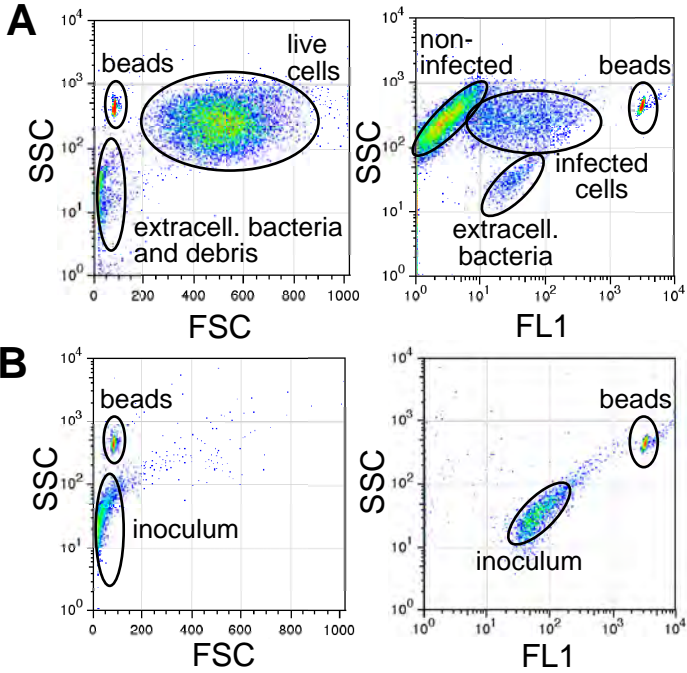 A
10⁴
10³
10²
10¹
10⁰
SSC
beads
live
cells
extracell. bacteria
and debris
0 200 400 600 800 1000
FSC
10⁴
10³
10²
10¹
10⁰
SSC
non-
infected
beads
infected
cells
extracell.
bacteria
10⁰ 10¹ 10² 10³ 10⁴
FL1
B
10⁴
10³
10²
10¹
10⁰
SSC
beads
inoculum
0 200 400 600 800 1000
FSC
10⁴
10³
10²
10¹
10⁰
SSC
beads
inoculum
10⁰ 10¹ 10² 10³ 10⁴
FL1